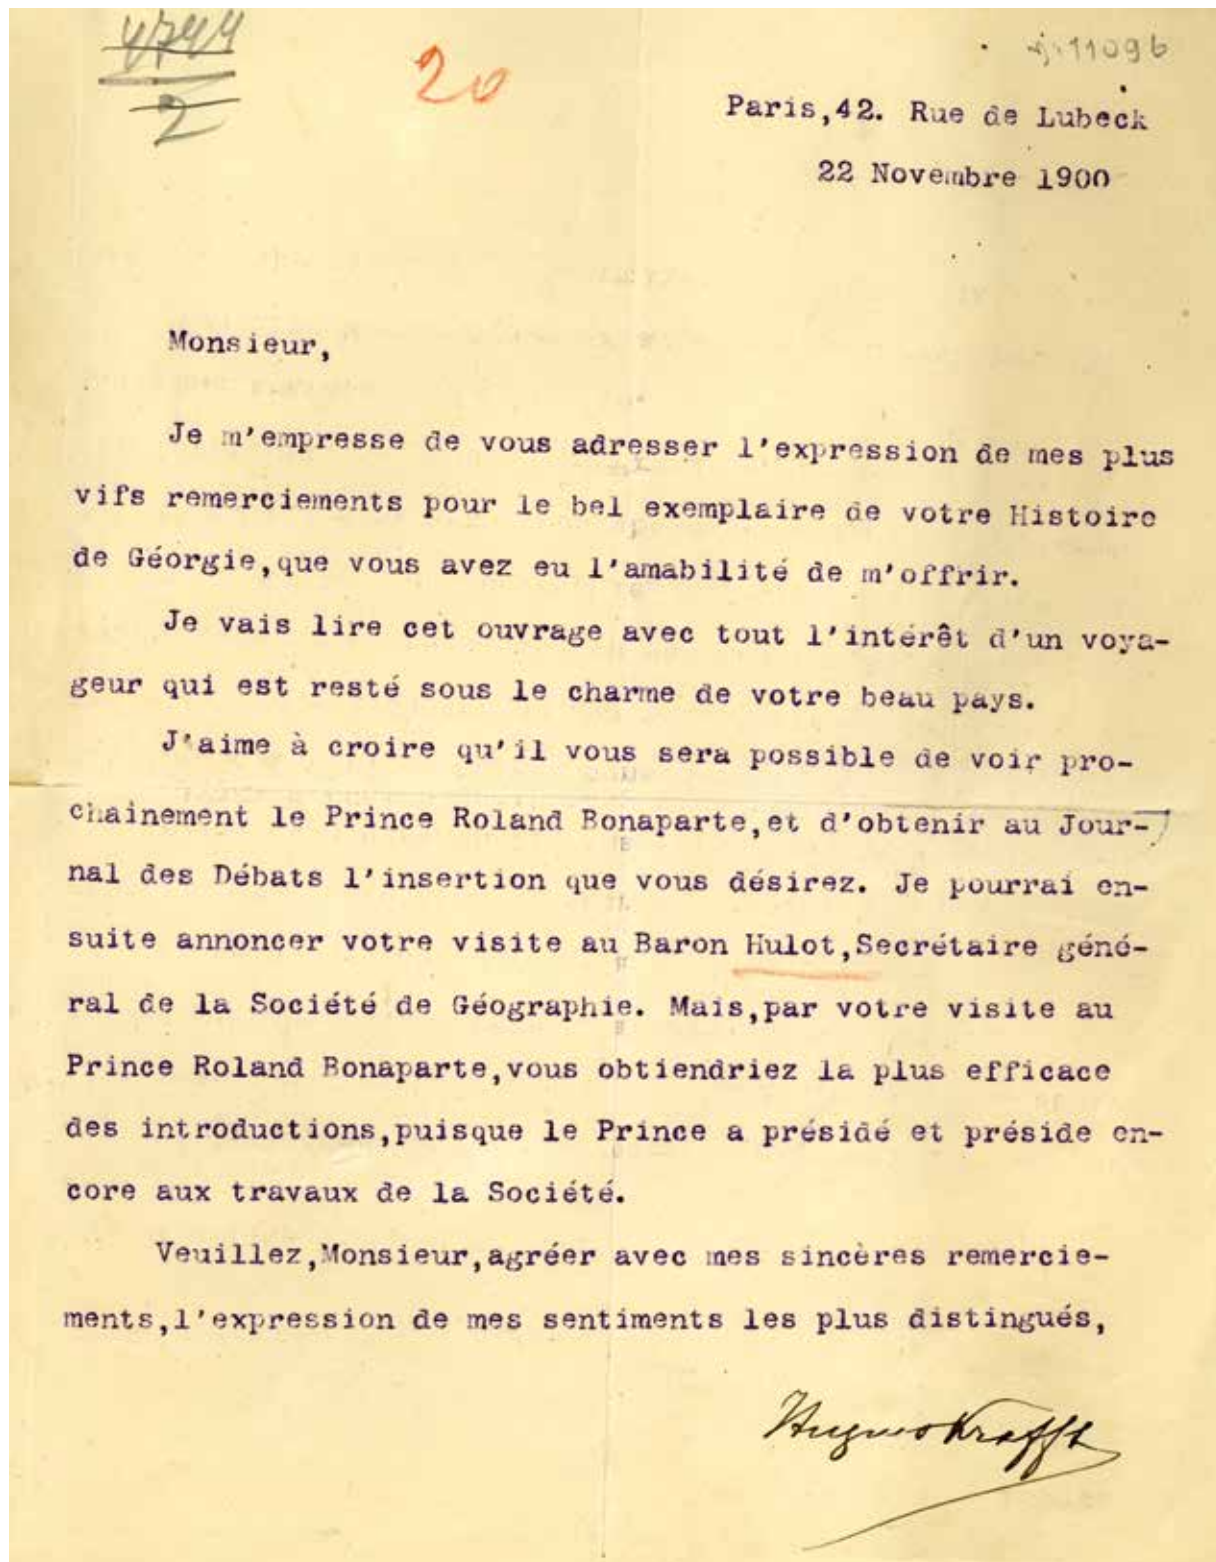 4744
2
20
11096
Paris,42. Rue de Lubeck
22 Novembre 1900
Monsieur,
Je m'empresse de vous adresser l'expression de mes plus
vifs remerciements pour le bel exemplaire de votre Histoire
de Géorgie,que vous avez eu l'amabilité de m'offrir.
Je vais lire cet ouvrage avec tout l'intérêt d'un voya-
geur qui est resté sous le charme de votre beau pays.
J'aime à croire qu'il vous sera possible de voir pro-
chainement le Prince Roland Bonaparte,et d'obtenir au Jour-
nal des Débats l'insertion que vous désirez. Je pourrai en-
suite annoncer votre visite au Baron Hulot,Secrétaire géné-
ral de la Société de Géographie. Mais,par votre visite au
Prince Roland Bonaparte,vous obtiendriez la plus efficace
des introductions,puisque le Prince a présidé et préside en-
core aux travaux de la Société.
Veuillez,Monsieur,agréer avec mes sincères remercie-
ments,l'expression de mes sentiments les plus distingués,
Hugues Krafft